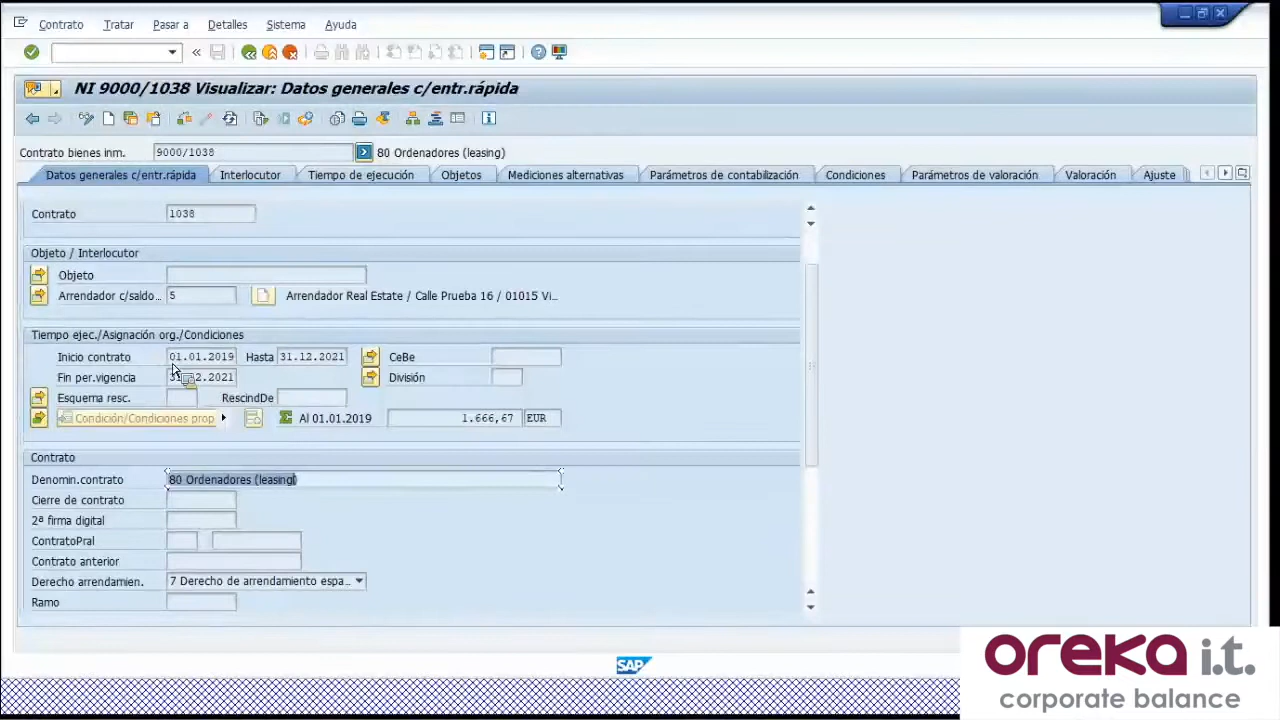 Contrato Tratar Pasar a Detalles Sistema Ayuda
NI 9000/1038 Visualizar: Datos generales c/entr.rápida
Contrato bienes inm. 9000/1038 80 Ordenadores (leasing)
Datos generales c/entr.rápida Interlocutor Tiempo de ejecución Objetos Mediciones alternativas Parámetros de contabilización Condiciones Parámetros de valoración Valoración Ajuste
Contrato 1038
Objeto / Interlocutor
Objeto
Arrendador c/saldo... 5 Arrendador Real Estate / Calle Prueba 16 / 01015 Vi...
Tiempo ejec./Asignación org./Condiciones
Inicio contrato 01.01.2019 Hasta 31.12.2021 CeBe
Fin per.vigencia 2.2021 División
Esquema resc. RescindDe
Condición/Condiciones prop Al 01.01.2019 1.666,67 EUR
Contrato
Denomin.contrato 80 Ordenadores (leasing)
Cierre de contrato
2ª firma digital
ContratoPral
Contrato anterior
Derecho arrendamien. 7 Derecho de arrendamiento espa...
Ramo
SAP
oreka i.t.
corporate balance